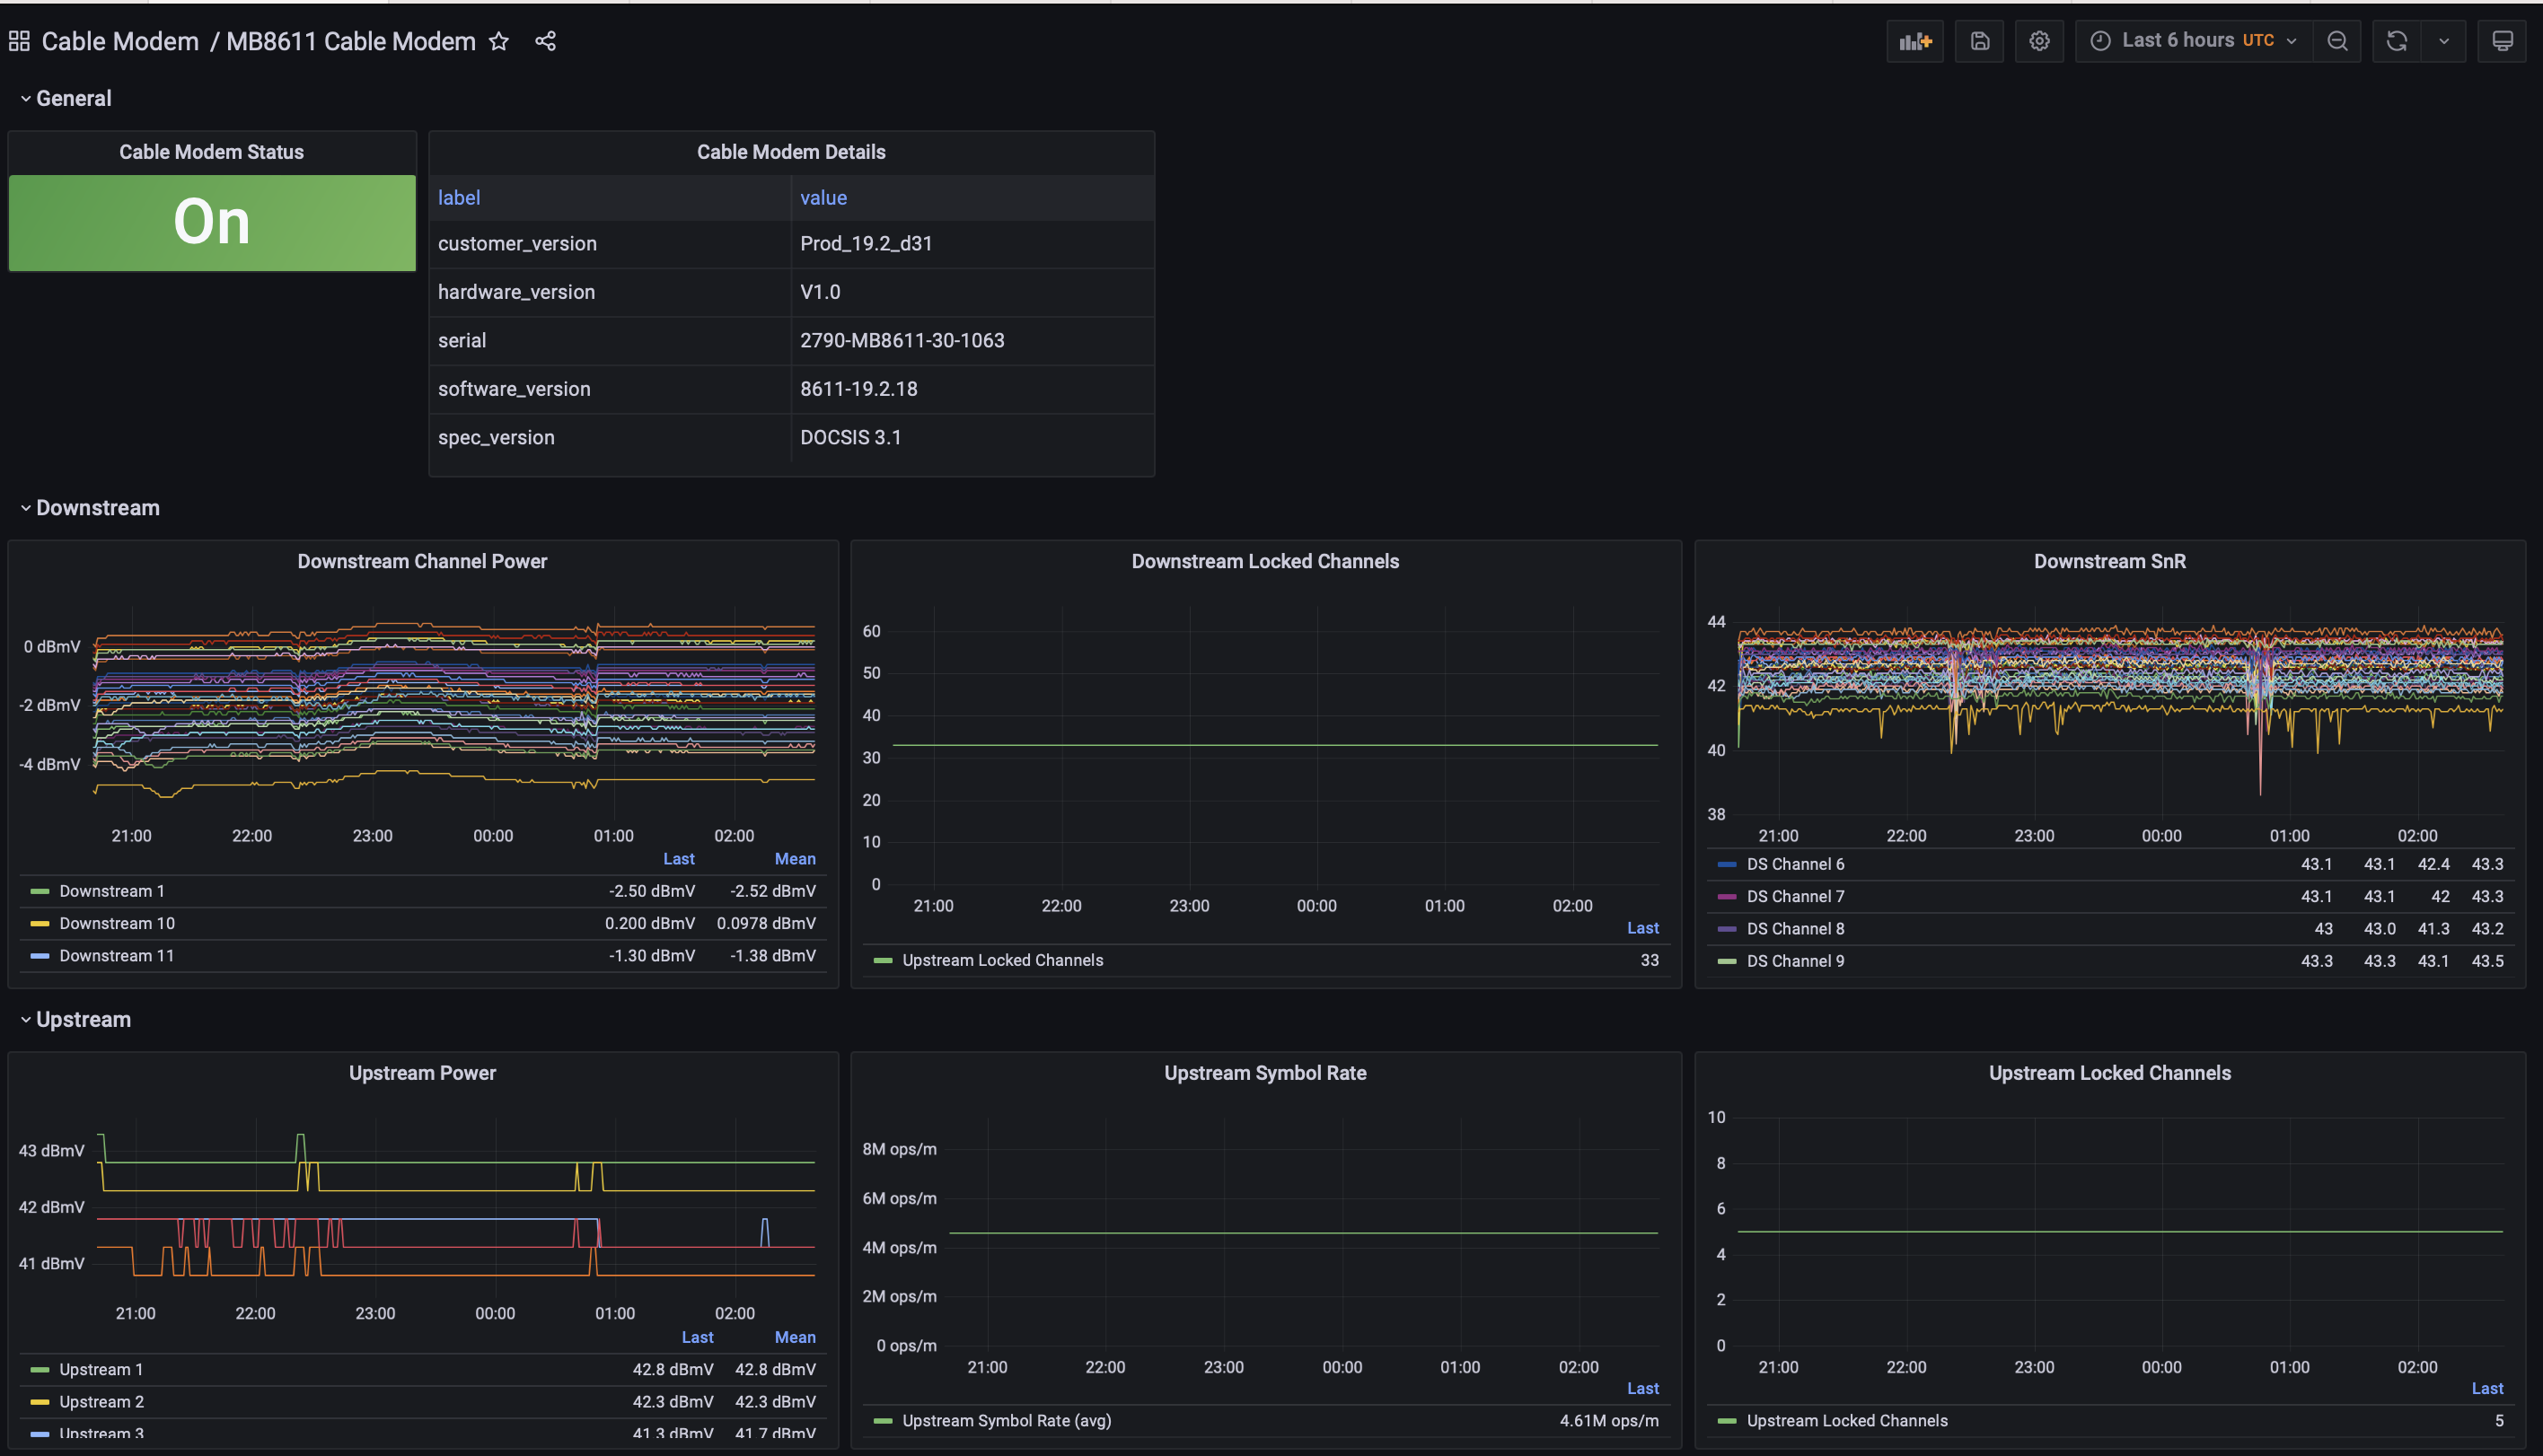 Cable Modem / MB8611 Cable Modem
Last 6 hours UTC
General
Cable Modem Status
On
Cable Modem Details
label value
customer_version Prod_19.2_d31
hardware_version V1.0
serial 2790-MB8611-30-1063
software_version 8611-19.2.18
spec_version DOCSIS 3.1
Downstream
Downstream Channel Power
0 dBmV
-2 dBmV
-4 dBmV
21:00 22:00 23:00 00:00 01:00 02:00
Last Mean
Downstream 1 -2.50 dBmV -2.52 dBmV
Downstream 10 0.200 dBmV 0.0978 dBmV
Downstream 11 -1.30 dBmV -1.38 dBmV
Downstream Locked Channels
60
50
40
30
20
10
0
21:00 22:00 23:00 00:00 01:00 02:00
Last
Upstream Locked Channels 33
Downstream SnR
44
42
40
38
21:00 22:00 23:00 00:00 01:00 02:00
DS Channel 6 43.1 43.1 42.4 43.3
DS Channel 7 43.1 43.1 42 43.3
DS Channel 8 43 43.0 41.3 43.2
DS Channel 9 43.3 43.3 43.1 43.5
Upstream
Upstream Power
43 dBmV
42 dBmV
41 dBmV
21:00 22:00 23:00 00:00 01:00 02:00
Last Mean
Upstream 1 42.8 dBmV 42.8 dBmV
Upstream 2 42.3 dBmV 42.3 dBmV
Upstream 3 41.3 dBmV 41.7 dBmV
Upstream Symbol Rate
8M ops/m
6M ops/m
4M ops/m
2M ops/m
0 ops/m
21:00 22:00 23:00 00:00 01:00 02:00
Last
Upstream Symbol Rate (avg) 4.61M ops/m
Upstream Locked Channels
10
8
6
4
2
0
21:00 22:00 23:00 00:00 01:00 02:00
Last
Upstream Locked Channels 5